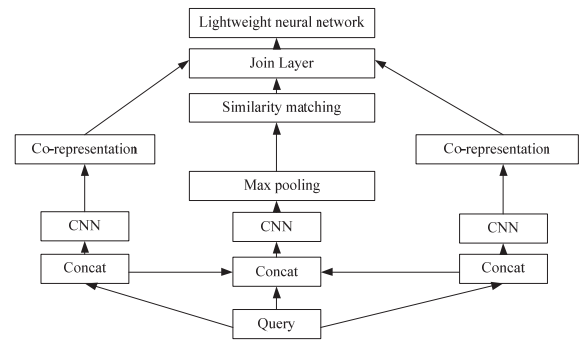 Lightweight neural network
Join Layer
Similarity matching
Co-representation
Co-representation
Max pooling
CNN
CNN
CNN
Concat
Concat
Concat
Query